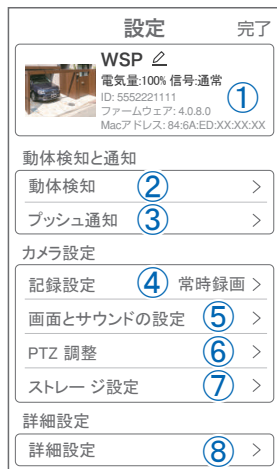 設定 完了
WSP
電気量:100% 信号:通常
ID: 5552221111
ファームウェア: 4.0.8.0
Macアドレス: 84:6A:ED:XX:XX:XX
①
動体検知と通知
動体検知 ② >
プッシュ通知 ③ >
カメラ設定
記録設定 ④ 常時録画 >
画面とサウンドの設定 ⑤ >
PTZ 調整 ⑥ >
ストレージ設定 ⑦ >
詳細設定
詳細設定 ⑧ >